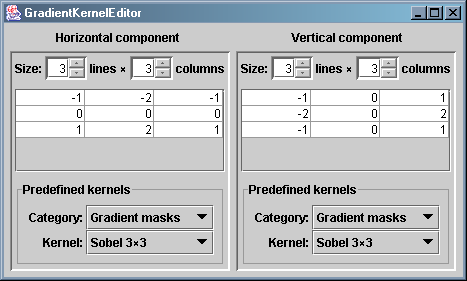 GradientKernelEditor
Horizontal component
Size: 3 lines × 3 columns
-1 -2 -1
0 0 0
1 2 1
Predefined kernels
Category: Gradient masks
Kernel: Sobel 3×3
Vertical component
Size: 3 lines × 3 columns
-1 0 1
-2 0 2
-1 0 1
Predefined kernels
Category: Gradient masks
Kernel: Sobel 3×3